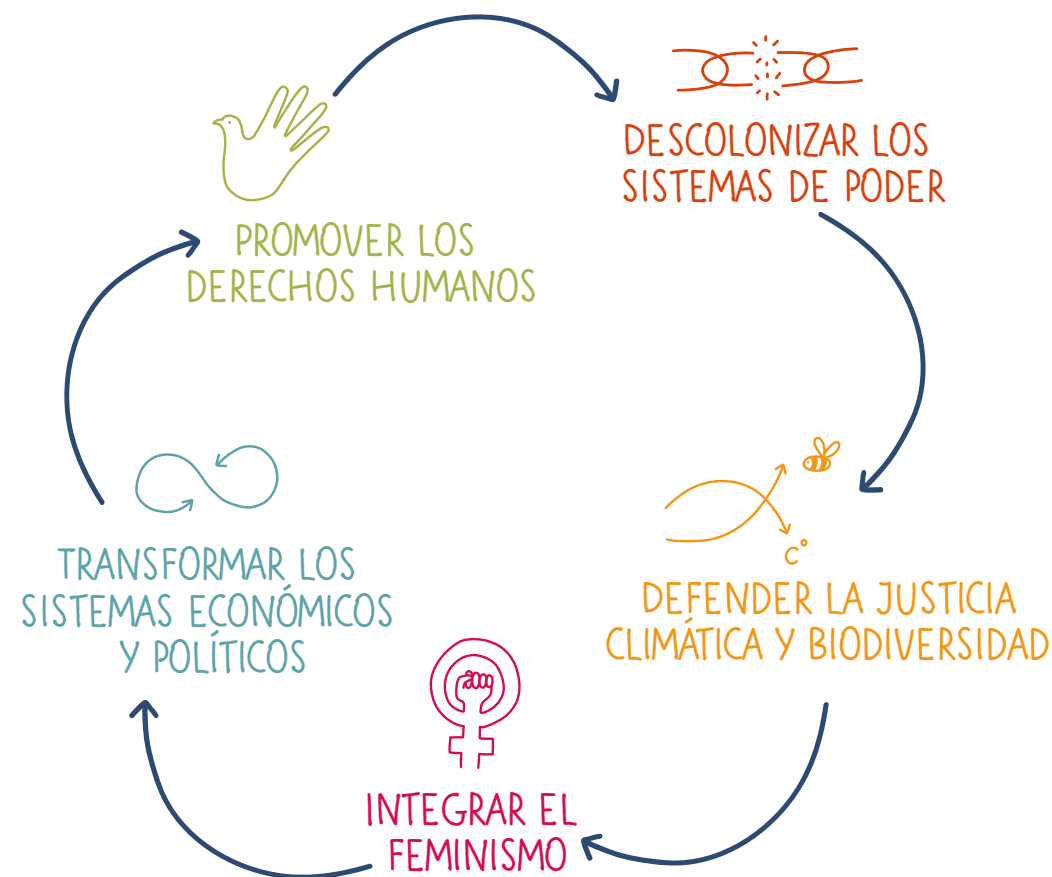 PROMOVER LOS
DERECHOS HUMANOS
DESCOLONIZAR LOS
SISTEMAS DE PODER
C°
DEFENDER LA JUSTICIA
CLIMÁTICA Y BIODIVERSIDAD
INTEGRAR EL
FEMINISMO
TRANSFORMAR LOS
SISTEMAS ECONÓMICOS
Y POLÍTICOS